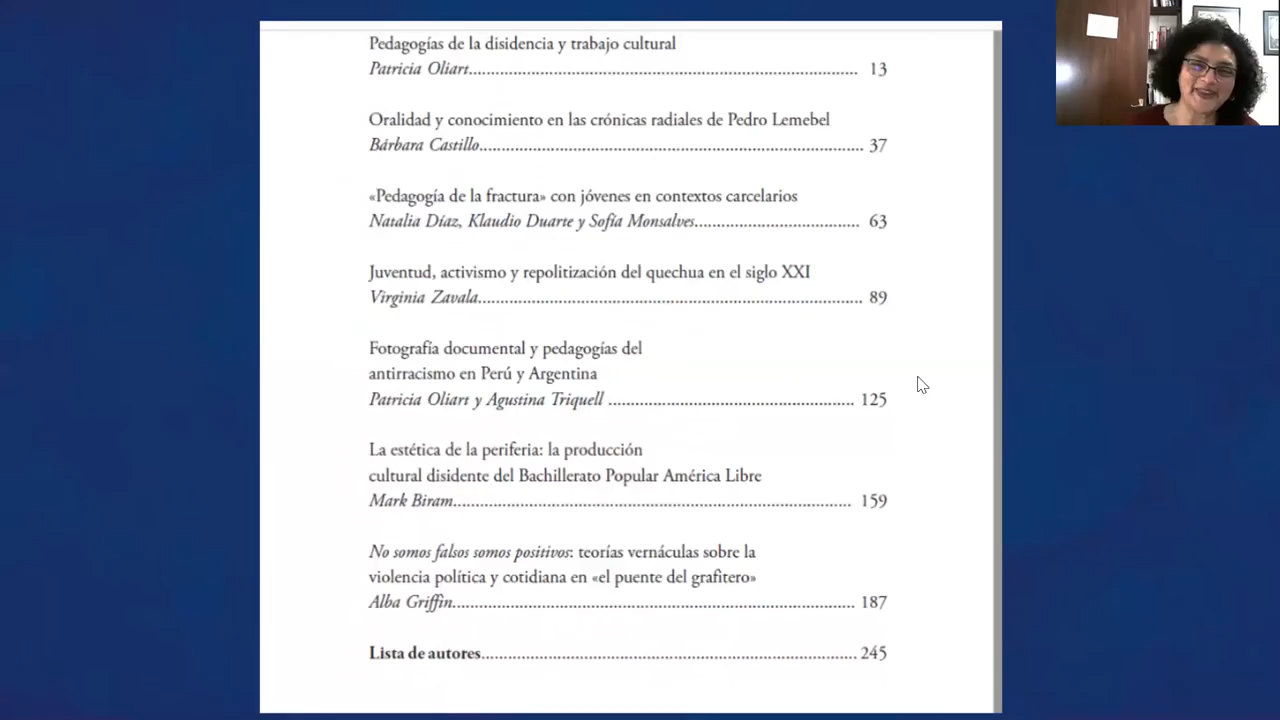 Pedagogías de la disidencia y trabajo cultural
Patricia Oliart.................................................................................... 13
Oralidad y conocimiento en las crónicas radiales de Pedro Lemebel
Bárbara Castillo.................................................................................. 37
«Pedagogía de la fractura» con jóvenes en contextos carcelarios
Natalia Díaz, Klaudio Duarte y Sofía Monsalves................................... 63
Juventud, activismo y repolitización del quechua en el siglo XXI
Virginia Zavala.................................................................................. 89
Fotografía documental y pedagogías del
antirracismo en Perú y Argentina
Patricia Oliart y Agustina Triquell ..................................................... 125
La estética de la periferia: la producción
cultural disidente del Bachillerato Popular América Libre
Mark Biram...................................................................................... 159
No somos falsos somos positivos: teorías vernáculas sobre la
violencia política y cotidiana en «el puente del grafitero»
Alba Griffin....................................................................................... 187
Lista de autores................................................................................. 245